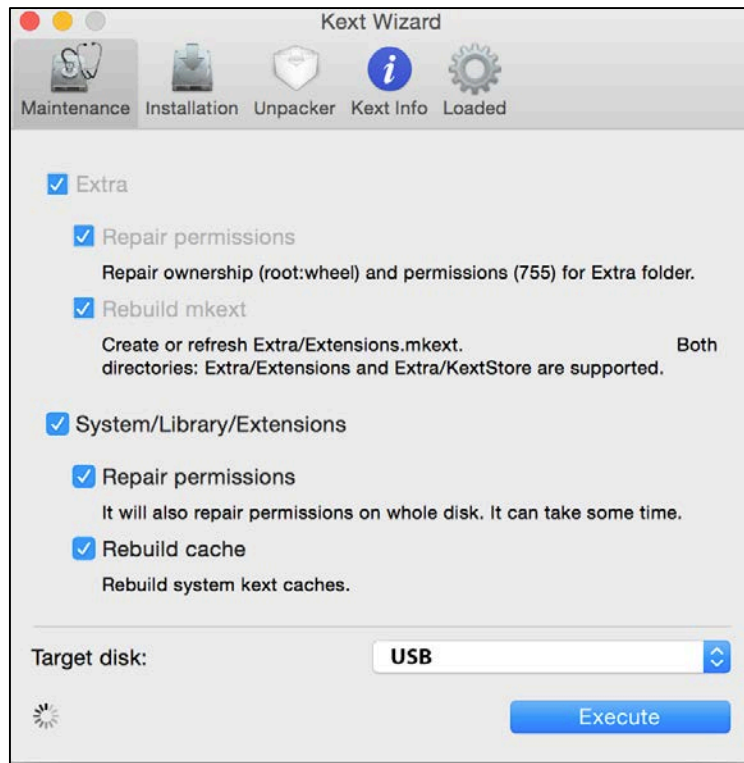 Kext Wizard
Maintenance Installation Unpacker Kext Info Loaded
Extra
Repair permissions
Repair ownership (root:wheel) and permissions (755) for Extra folder.
Rebuild mkext
Create or refresh Extra/Extensions.mkext. Both
directories: Extra/Extensions and Extra/KextStore are supported.
System/Library/Extensions
Repair permissions
It will also repair permissions on whole disk. It can take some time.
Rebuild cache
Rebuild system kext caches.
Target disk: USB
Execute